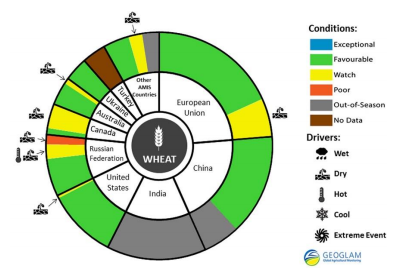 Conditions:
Exceptional
Favourable
Watch
Poor
Out-of-Season
No Data
Drivers:
Wet
Dry
Hot
Cool
Extreme Event
GEOGLAM
Global Agricultural Monitoring
WHEAT
European
Union
China
India
United
States
Russian
Federation
Canada
Australia
Ukraine
Turkey
Other
AMIS
Countries